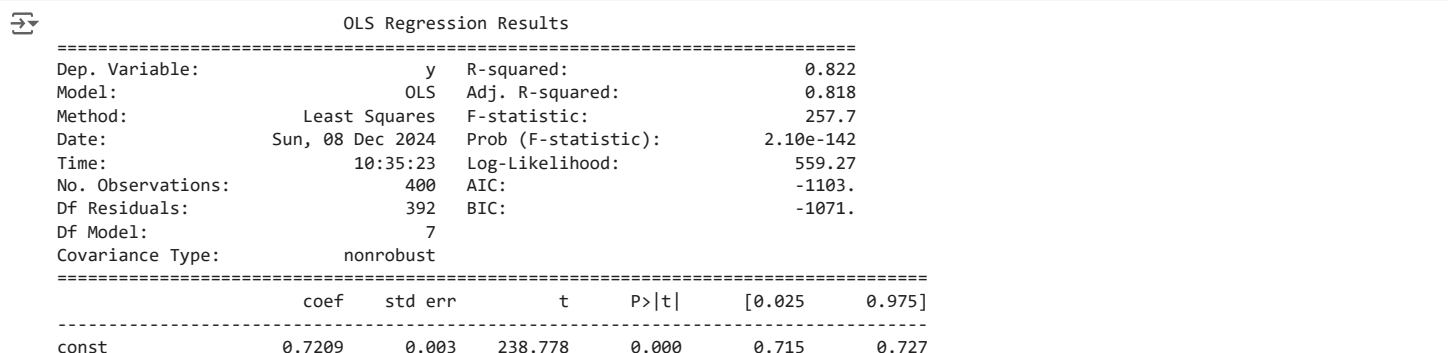 OLS Regression Results
==============================================================================
Dep. Variable:                      y   R-squared:                       0.822
Model:                            OLS   Adj. R-squared:                  0.818
Method:                 Least Squares   F-statistic:                     257.7
Date:                Sun, 08 Dec 2024   Prob (F-statistic):          2.10e-142
Time:                        10:35:23   Log-Likelihood:                 559.27
No. Observations:                 400   AIC:                            -1103.
Df Residuals:                     392   BIC:                            -1071.
Df Model:                           7
Covariance Type:            nonrobust
=====================================================================================
                        coef    std err          t      P>|t|      [0.025      0.975]
-------------------------------------------------------------------------------------
const                 0.7209      0.003    238.778      0.000       0.715       0.727